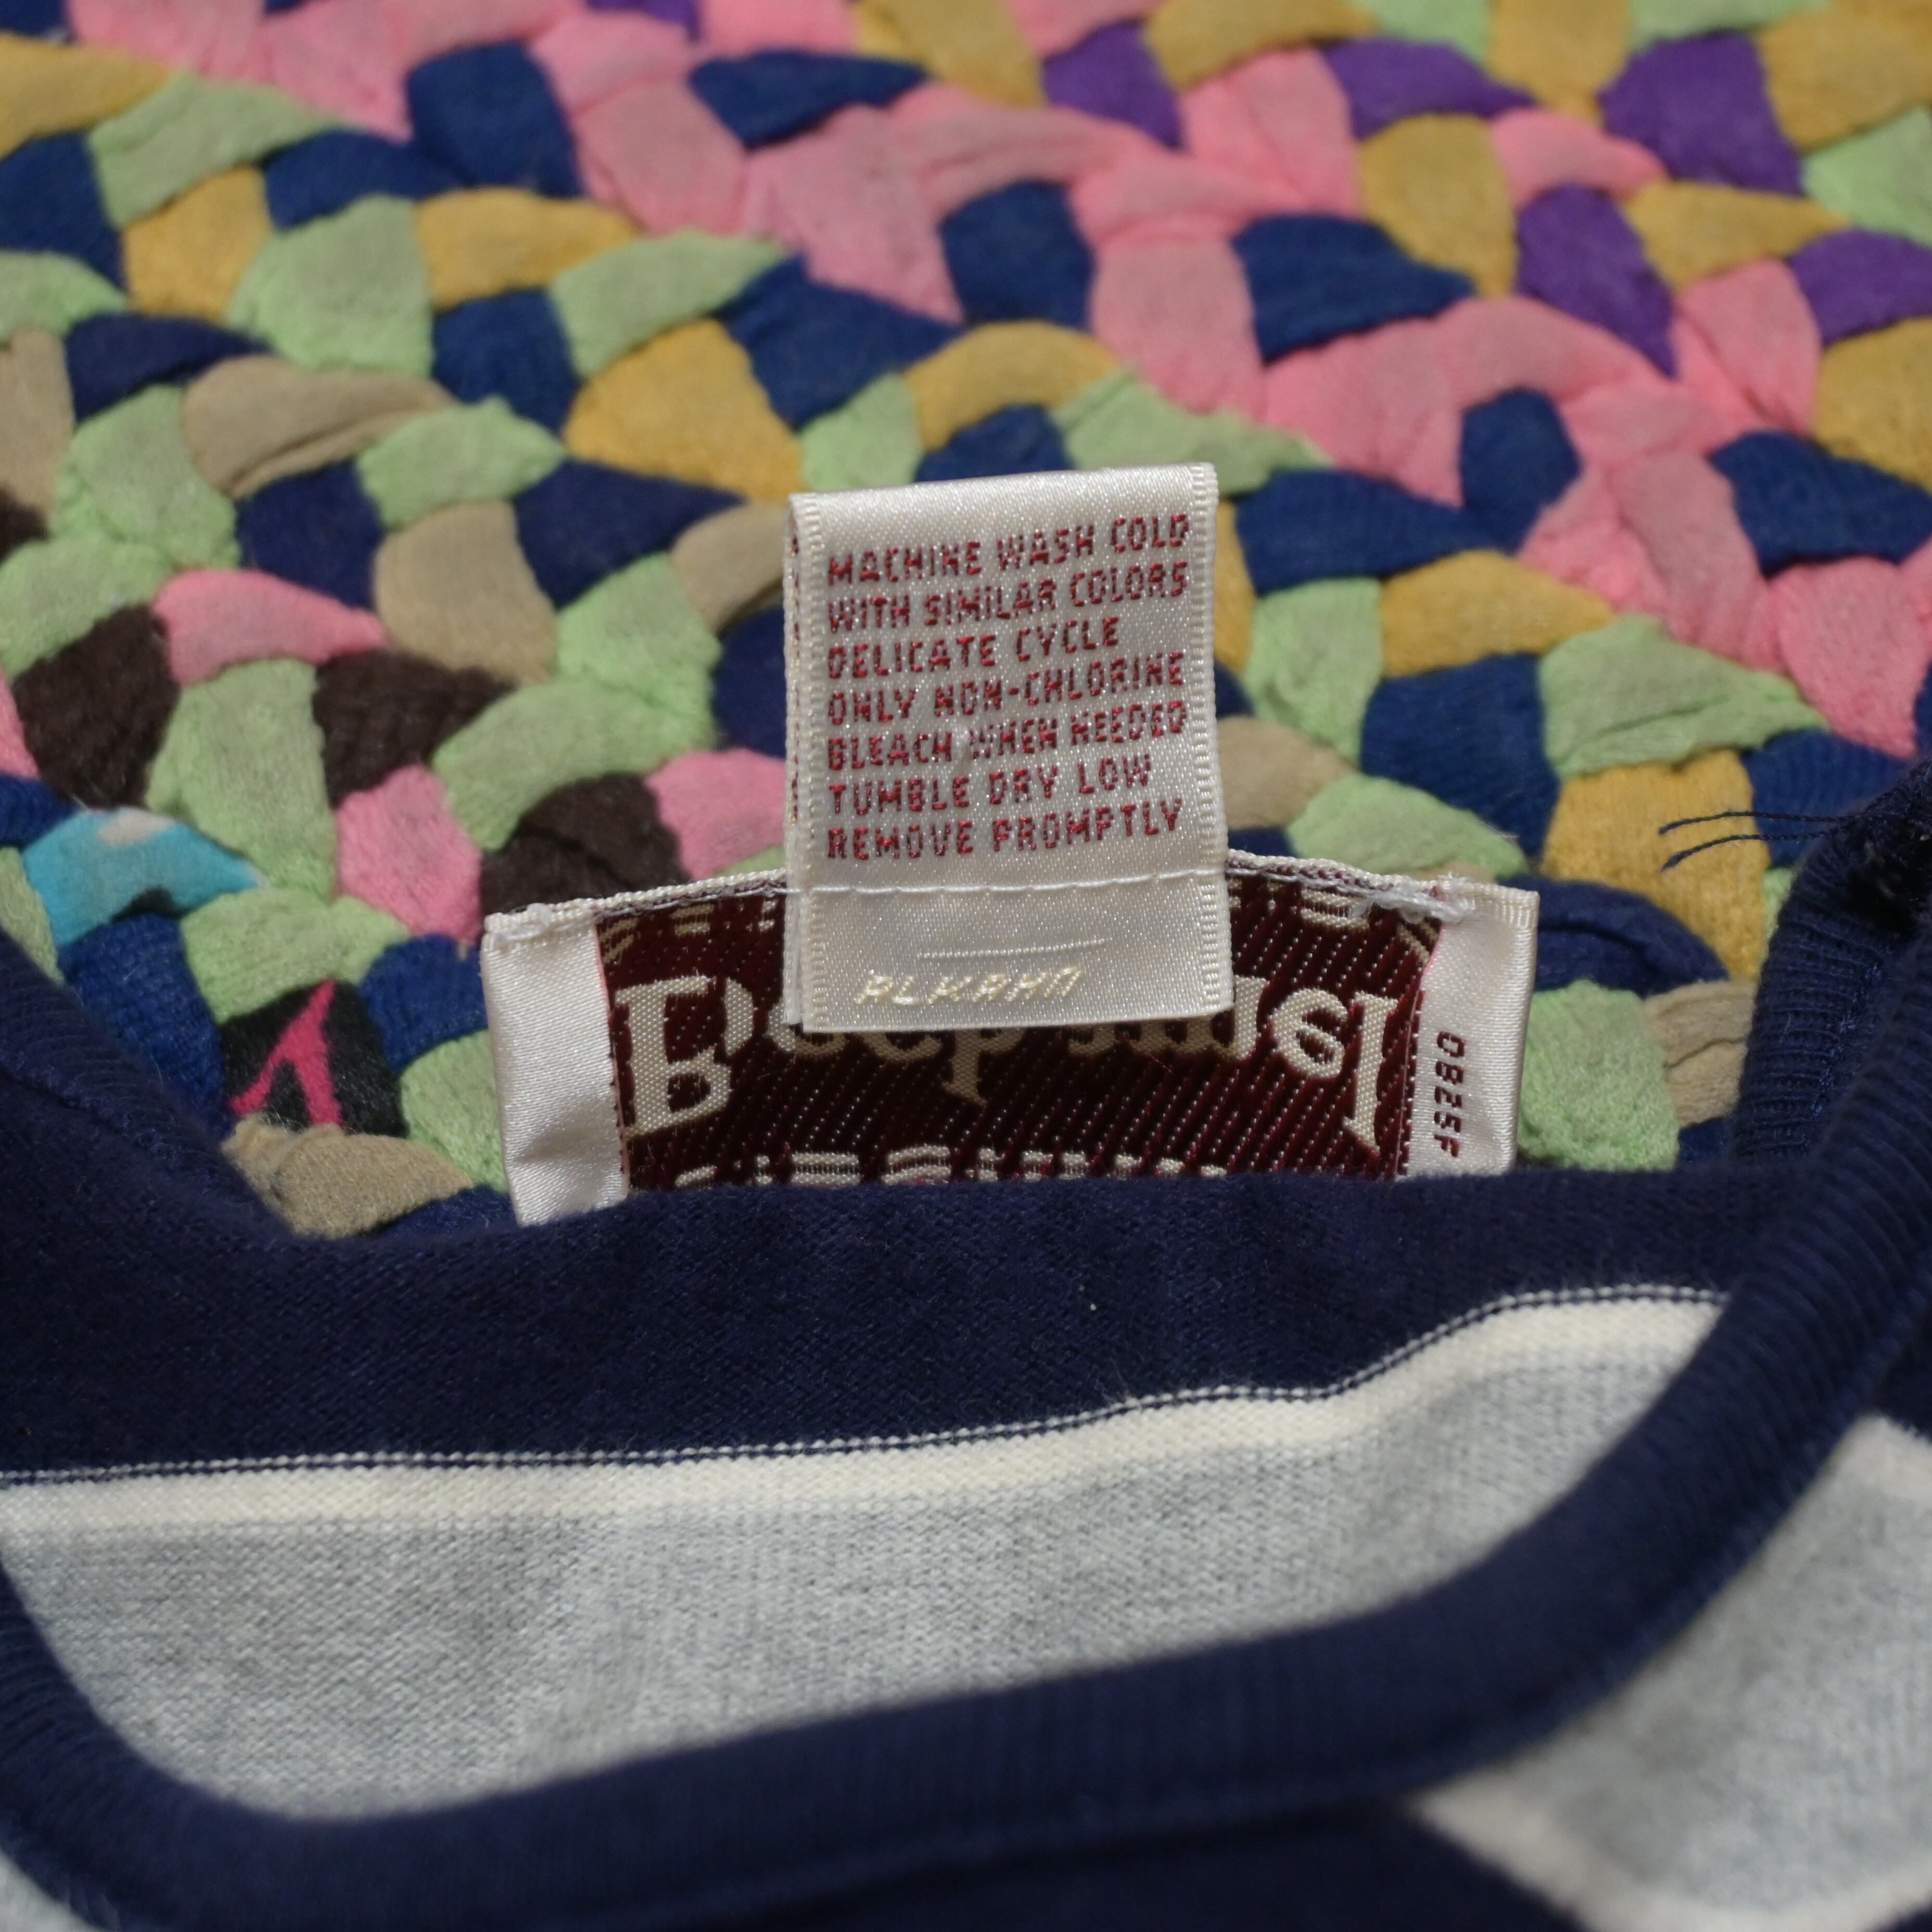 MACHINE WASH COLD
WITH SIMILAR COLORS
DELICATE CYCLE
ONLY NON-CHLORINE
BLEACH WHEN NEEDED
TUMBLE DRY LOW
REMOVE PROMPTLY
0825F